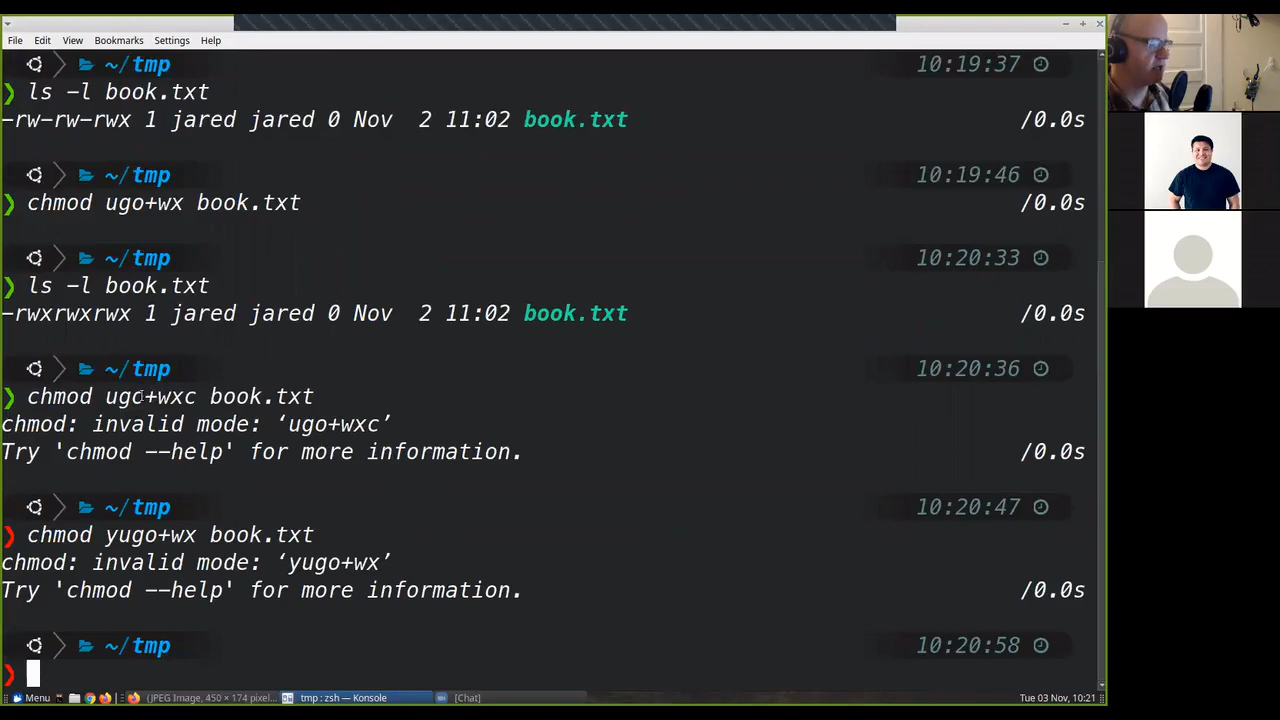 File Edit View Bookmarks Settings Help
~/tmp 10:19:37
❯ ls -l book.txt
-rw-rw-rwx 1 jared jared 0 Nov  2 11:02 book.txt /0.0s
~/tmp 10:19:46
❯ chmod ugo+wx book.txt /0.0s
~/tmp 10:20:33
❯ ls -l book.txt
-rwxrwxrwx 1 jared jared 0 Nov  2 11:02 book.txt /0.0s
~/tmp 10:20:36
❯ chmod ugo+wxc book.txt
chmod: invalid mode: ‘ugo+wxc’
Try 'chmod --help' for more information. /0.0s
~/tmp 10:20:47
❯ chmod yugo+wx book.txt
chmod: invalid mode: ‘yugo+wx’
Try 'chmod --help' for more information. /0.0s
~/tmp 10:20:58
❯
Menu (JPEG Image, 450 × 174 pixel... tmp : zsh — Konsole [Chat] Tue 03 Nov, 10:21